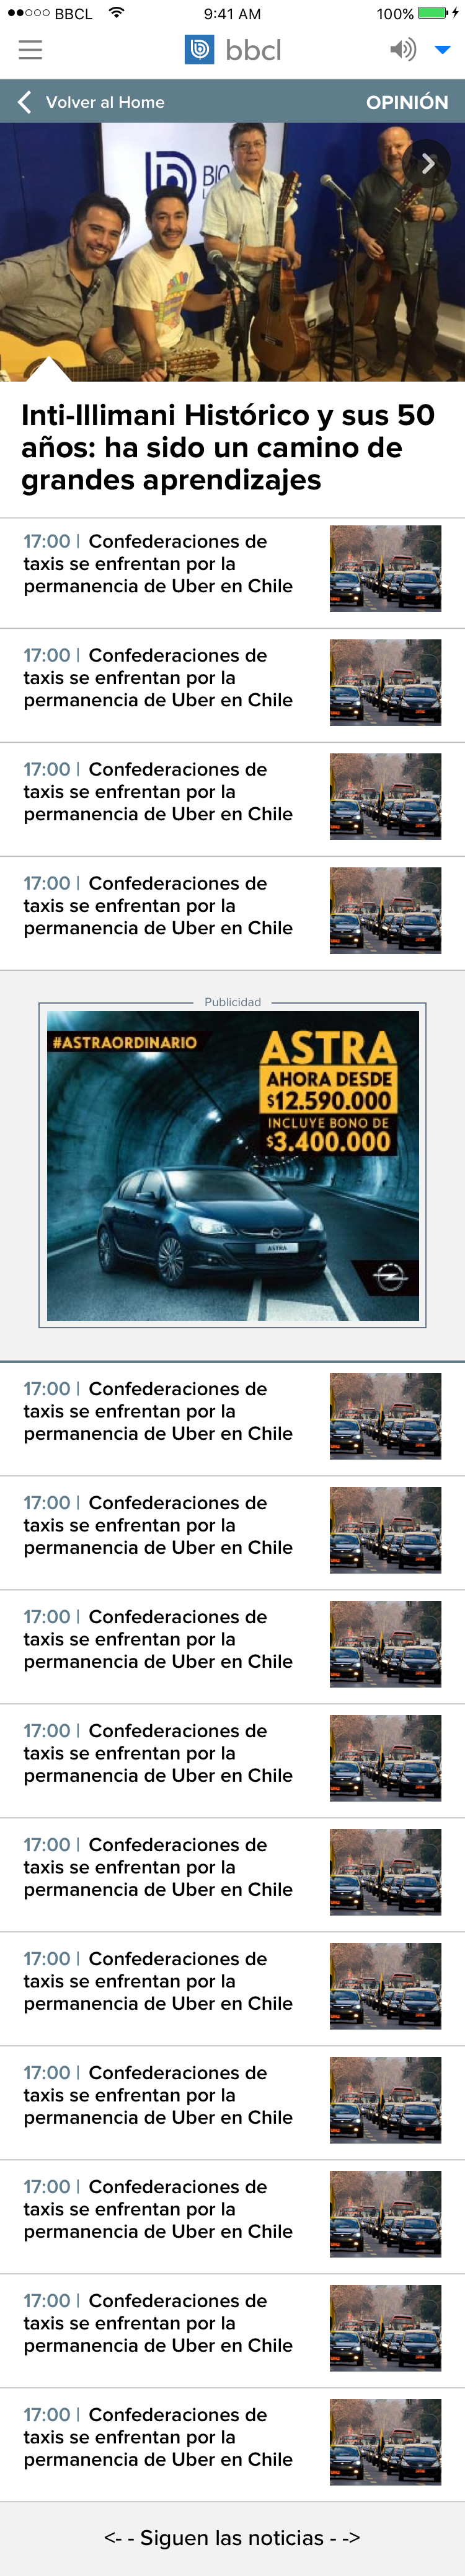 BBCL 9:41 AM 100%
bbcl
Volver al Home OPINIÓN
BIO
L
Inti-Illimani Histórico y sus 50
años: ha sido un camino de
grandes aprendizajes
17:00 | Confederaciones de
taxis se enfrentan por la
permanencia de Uber en Chile
17:00 | Confederaciones de
taxis se enfrentan por la
permanencia de Uber en Chile
17:00 | Confederaciones de
taxis se enfrentan por la
permanencia de Uber en Chile
17:00 | Confederaciones de
taxis se enfrentan por la
permanencia de Uber en Chile
Publicidad
#ASTRAORDINARIO
ASTRA
AHORA DESDE
$12.590.000
INCLUYE BONO DE
$3.400.000
ASTRA
17:00 | Confederaciones de
taxis se enfrentan por la
permanencia de Uber en Chile
17:00 | Confederaciones de
taxis se enfrentan por la
permanencia de Uber en Chile
17:00 | Confederaciones de
taxis se enfrentan por la
permanencia de Uber en Chile
17:00 | Confederaciones de
taxis se enfrentan por la
permanencia de Uber en Chile
17:00 | Confederaciones de
taxis se enfrentan por la
permanencia de Uber en Chile
17:00 | Confederaciones de
taxis se enfrentan por la
permanencia de Uber en Chile
17:00 | Confederaciones de
taxis se enfrentan por la
permanencia de Uber en Chile
17:00 | Confederaciones de
taxis se enfrentan por la
permanencia de Uber en Chile
17:00 | Confederaciones de
taxis se enfrentan por la
permanencia de Uber en Chile
17:00 | Confederaciones de
taxis se enfrentan por la
permanencia de Uber en Chile
<- - Siguen las noticias - ->